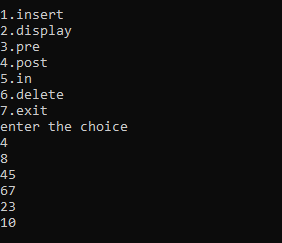 1.insert
2.display
3.pre
4.post
5.in
6.delete
7.exit
enter the choice
4
8
45
67
23
10